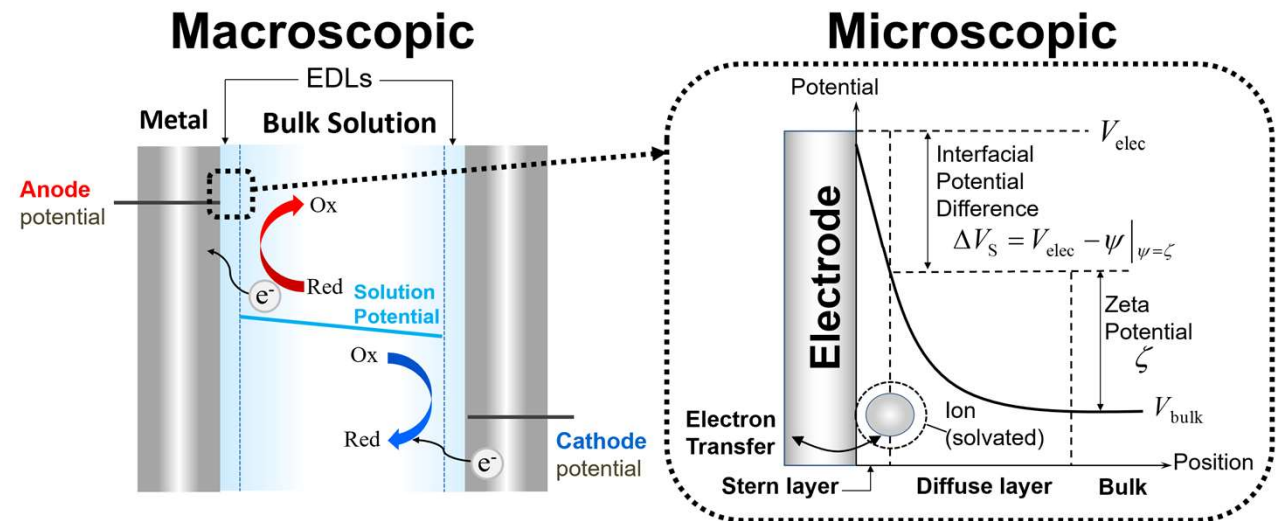 Macroscopic
EDLs
Metal
Bulk Solution
Anode
potential
Ox
Red
e-
Solution
Potential
Ox
Red
e-
Cathode
potential
Microscopic
Potential
V_elec
Interfacial
Potential
Difference
ΔV_S = V_elec − ψ|_ψ=ζ
Electrode
Zeta
Potential
ζ
V_bulk
Ion
(solvated)
Electron
Transfer
Position
Stern layer
Diffuse layer
Bulk